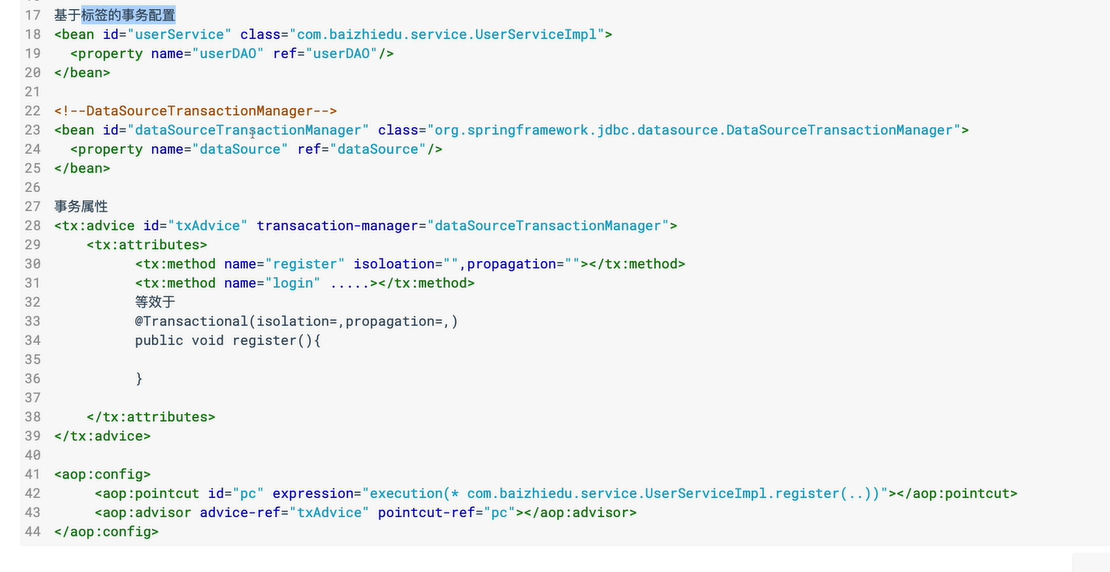 17 基于标签的事务配置
18 <bean id="userService" class="com.baizhiedu.service.UserServiceImpl">
19   <property name="userDAO" ref="userDAO"/>
20 </bean>
21
22 <!--DataSourceTransactionManager-->
23 <bean id="dataSourceTransactionManager" class="org.springframework.jdbc.datasource.DataSourceTransactionManager">
24   <property name="dataSource" ref="dataSource"/>
25 </bean>
26
27 事务属性
28 <tx:advice id="txAdvice" transacation-manager="dataSourceTransactionManager">
29     <tx:attributes>
30           <tx:method name="register" isoloation="",propagation=""></tx:method>
31           <tx:method name="login" .....></tx:method>
32           等效于
33           @Transactional(isolation=,propagation=,)
34           public void register(){
35
36           }
37
38     </tx:attributes>
39 </tx:advice>
40
41 <aop:config>
42      <aop:pointcut id="pc" expression="execution(* com.baizhiedu.service.UserServiceImpl.register(..))"></aop:pointcut>
43      <aop:advisor advice-ref="txAdvice" pointcut-ref="pc"></aop:advisor>
44 </aop:config>